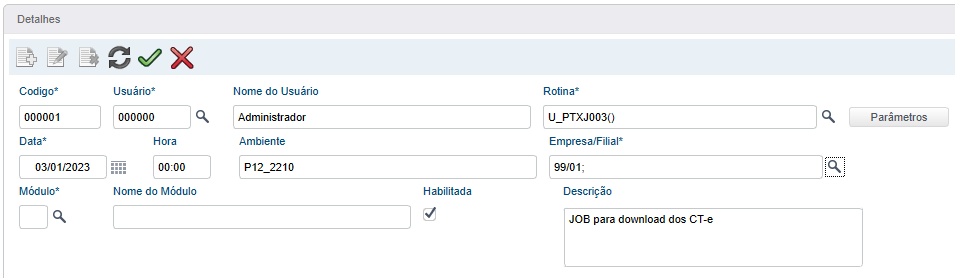 Detalhes
Codigo* Usuário* Nome do Usuário Rotina*
000001 000000 Administrador U_PTXJ003() Parâmetros
Data* Hora Ambiente Empresa/Filial*
03/01/2023 00:00 P12_2210 99/01;
Módulo* Nome do Módulo Habilitada Descrição
JOB para download dos CT-e